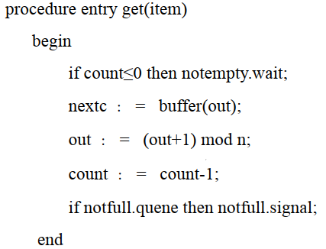 procedure entry get(item)
begin
if count≤0 then notempty.wait;
nextc : = buffer(out);
out : = (out+1) mod n;
count : = count-1;
if notfull.quene then notfull.signal;
end